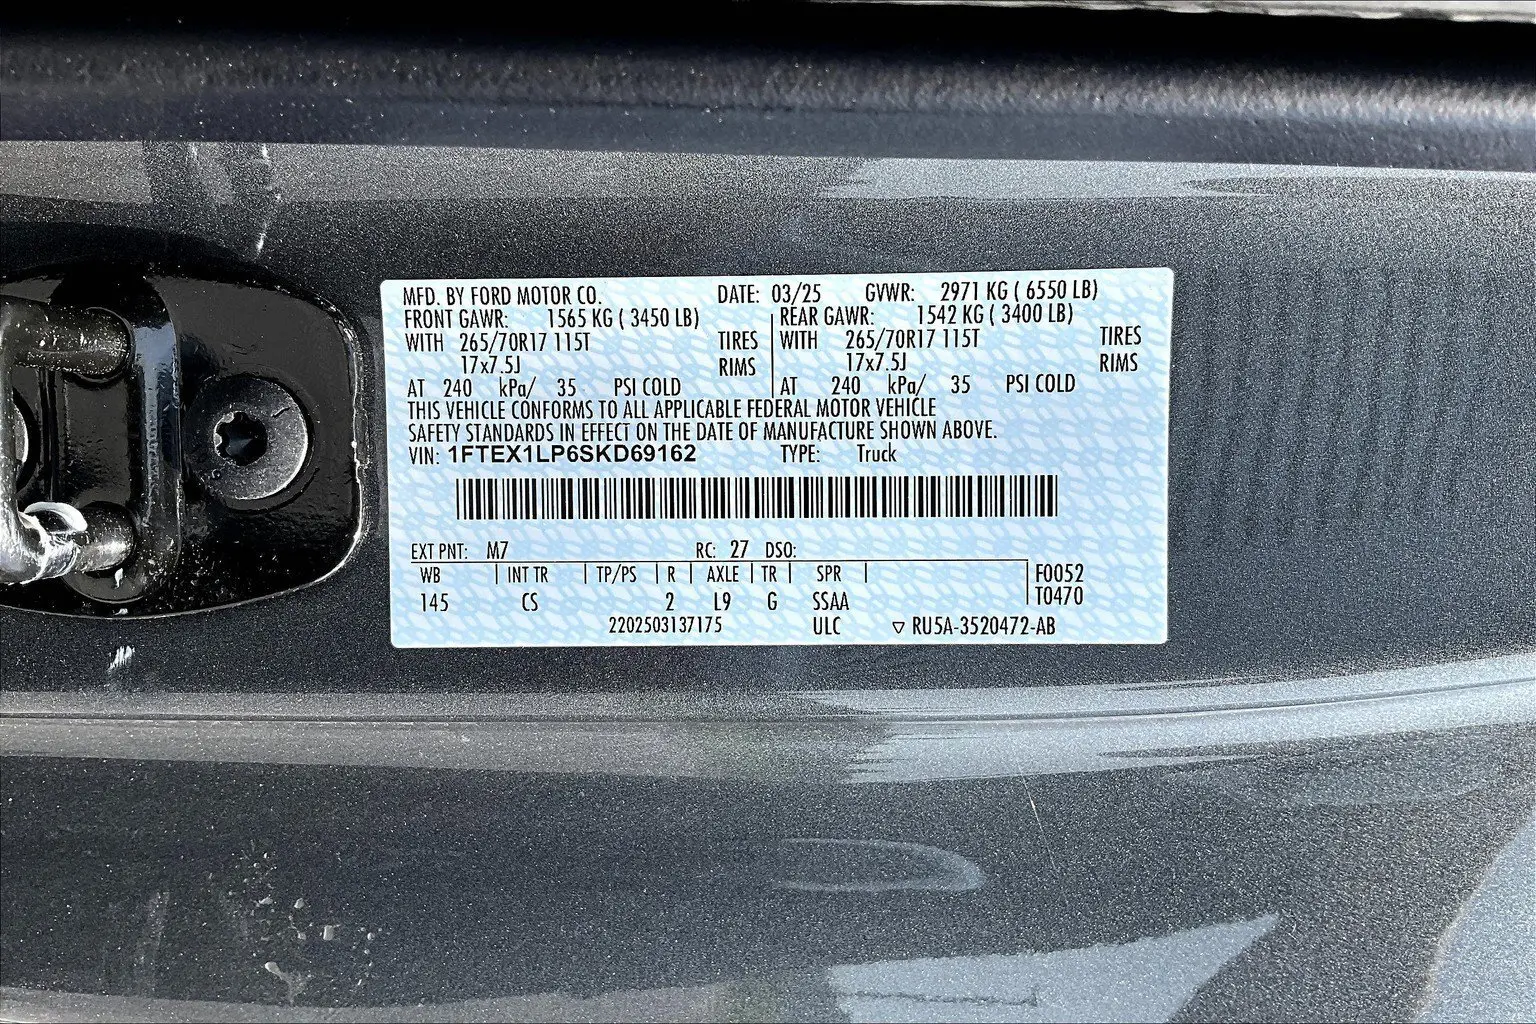 MFD. BY FORD MOTOR CO. DATE: 03/25 GVWR: 2971 KG ( 6550 LB)
FRONT GAWR: 1565 KG ( 3450 LB) REAR GAWR: 1542 KG ( 3400 LB)
WITH 265/70R17 115T TIRES WITH 265/70R17 115T TIRES
17x7.5J RIMS 17x7.5J RIMS
AT 240 kPa/ 35 PSI COLD AT 240 kPa/ 35 PSI COLD
THIS VEHICLE CONFORMS TO ALL APPLICABLE FEDERAL MOTOR VEHICLE
SAFETY STANDARDS IN EFFECT ON THE DATE OF MANUFACTURE SHOWN ABOVE.
VIN: 1FTEX1LP6SKD69162 TYPE: Truck
EXT PNT: M7 RC: 27 DSO:
WB INT TR TP/PS R AXLE TR SPR F0052
145 CS 2 L9 G SSAA T0470
2202503137175 ULC ▽ RU5A-3520472-AB